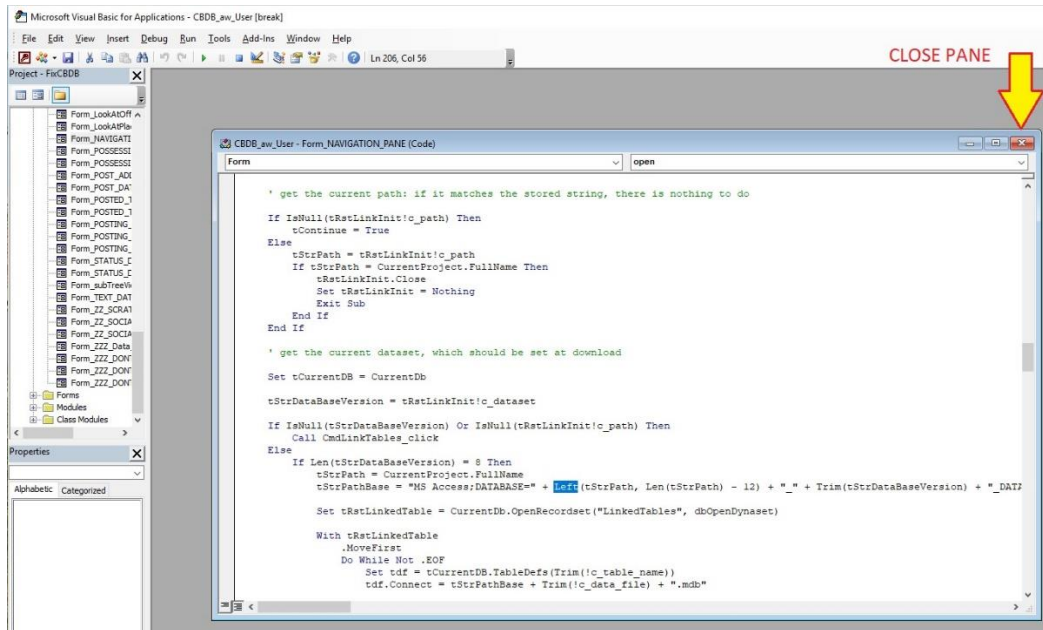 Microsoft Visual Basic for Applications - CBDB_aw_User [break]
File Edit View Insert Debug Run Tools Add-Ins Window Help
Ln 206, Col 56
CLOSE PANE
Project - FixCBDB
Form_LookAtOff
Form_LookAtPla
Form_NAVIGATI
Form_POSSESSI
Form_POSSESSI
Form_POST_ADD
Form_POST_DA
Form_POSTED_T
Form_POSTED_T
Form_POSTING_
Form_POSTING_
Form_POSTING_
Form_STATUS_D
Form_STATUS_D
Form_subTreeVi
Form_TEXT_DAT
Form_ZZ_SCRAT
Form_ZZ_SOCIA
Form_ZZ_SOCIA
Form_ZZZ_Data_
Form_ZZZ_DON'
Form_ZZZ_DON'
Form_ZZZ_DON'
Forms
Modules
Class Modules
Properties
Alphabetic Categorized
CBDB_aw_User - Form_NAVIGATION_PANE (Code)
Form open
' get the current path: if it matches the stored string, there is nothing to do
If IsNull(tRstLinkInit!c_path) Then
tContinue = True
Else
tStrPath = tRstLinkInit!c_path
If tStrPath = CurrentProject.FullName Then
tRstLinkInit.Close
Set tRstLinkInit = Nothing
Exit Sub
End If
End If
' get the current dataset, which should be set at download
Set tCurrentDB = CurrentDb
tStrDataBaseVersion = tRstLinkInit!c_dataset
If IsNull(tStrDataBaseVersion) Or IsNull(tRstLinkInit!c_path) Then
Call CmdLinkTables_click
Else
If Len(tStrDataBaseVersion) = 8 Then
tStrPath = CurrentProject.FullName
tStrPathBase = "MS Access;DATABASE=" + Left(tStrPath, Len(tStrPath) - 12) + "_" + Trim(tStrDataBaseVersion) + "_DATA
Set tRstLinkedTable = CurrentDb.OpenRecordset("LinkedTables", dbOpenDynaset)
With tRstLinkedTable
.MoveFirst
Do While Not .EOF
Set tdf = tCurrentDB.TableDefs(Trim(!c_table_name))
tdf.Connect = tStrPathBase + Trim(!c_data_file) + ".mdb"